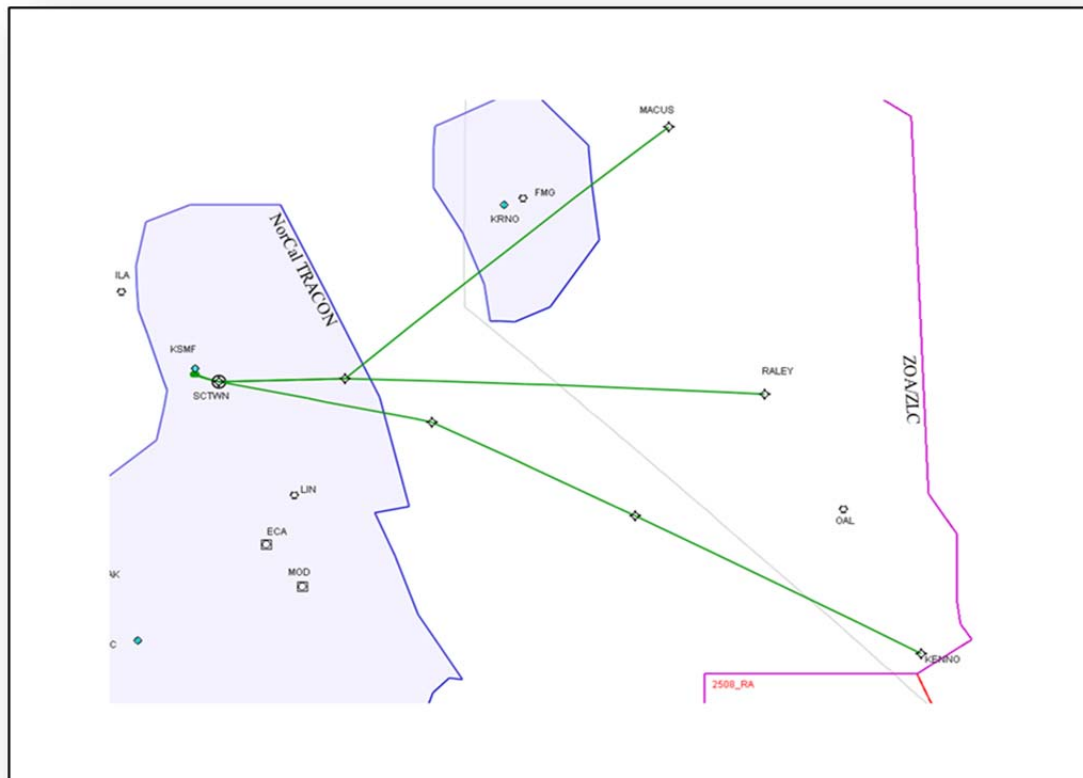 MACUS
FMG
KRNO
NorCal TRACON
ILA
KSMF
SCTWN
RALEY
ZOA/ZLC
LIN
OAL
ECA
MOD
AK
C
KENNO
2508_RA